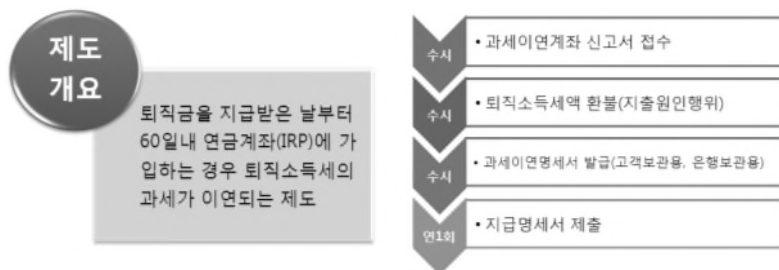 제도
개요
퇴직금을 지급받은 날부터
60일내 연금계좌(IRP)에 가
입하는 경우 퇴직소득세의
과세가 이연되는 제도
수시
• 과세이연계좌 신고서 접수
수시
• 퇴직소득세액 환불(지출원인행위)
수시
• 과세이연명세서 발급(고객보관용, 은행보관용)
연1회
• 지급명세서 제출